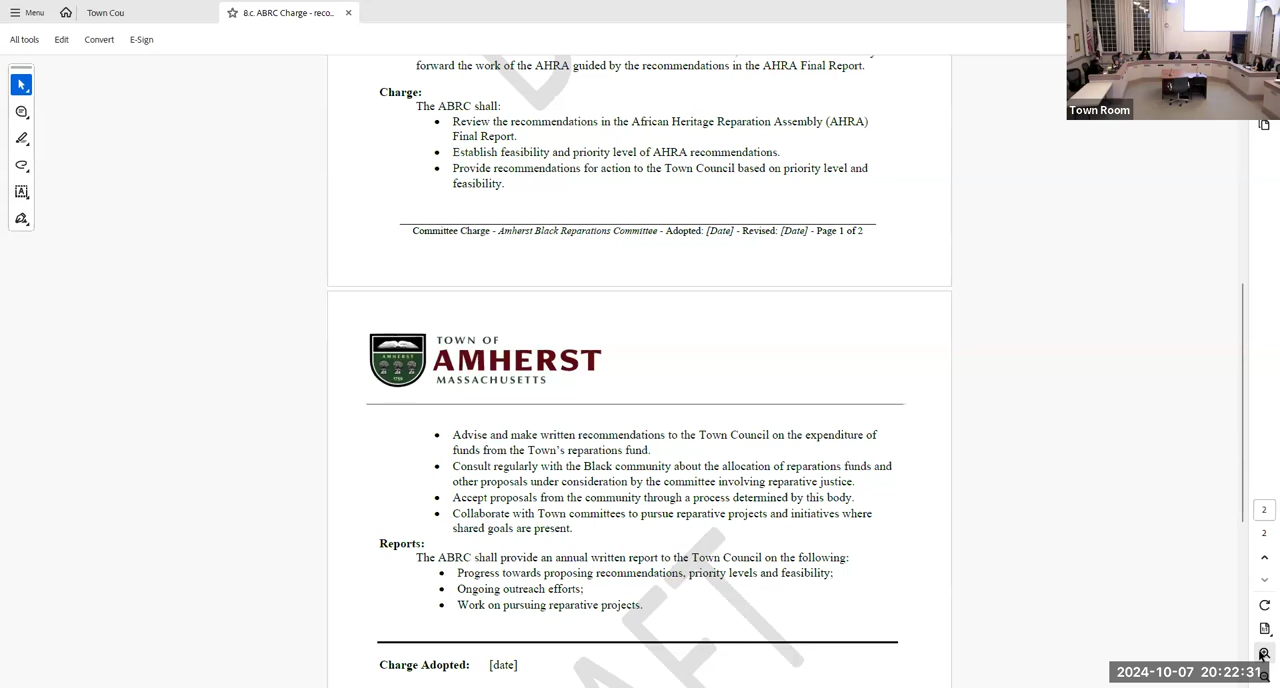 Menu
Town Cou
8.c. ABRC Charge - reco...
All tools
Edit
Convert
E-Sign
Town Room
forward the work of the AHRA guided by the recommendations in the AHRA Final Report.
Charge:
The ABRC shall:
• Review the recommendations in the African Heritage Reparation Assembly (AHRA)
Final Report.
• Establish feasibility and priority level of AHRA recommendations.
• Provide recommendations for action to the Town Council based on priority level and
feasibility.
Committee Charge - Amherst Black Reparations Committee - Adopted: [Date] - Revised: [Date] - Page 1 of 2
TOWN OF
AMHERST
MASSACHUSETTS
AMHERST
1759
• Advise and make written recommendations to the Town Council on the expenditure of
funds from the Town's reparations fund.
• Consult regularly with the Black community about the allocation of reparations funds and
other proposals under consideration by the committee involving reparative justice.
• Accept proposals from the community through a process determined by this body.
• Collaborate with Town committees to pursue reparative projects and initiatives where
shared goals are present.
Reports:
The ABRC shall provide an annual written report to the Town Council on the following:
• Progress towards proposing recommendations, priority levels and feasibility;
• Ongoing outreach efforts;
• Work on pursuing reparative projects.
Charge Adopted: [date]
2
2
2024-10-07 20:22:31